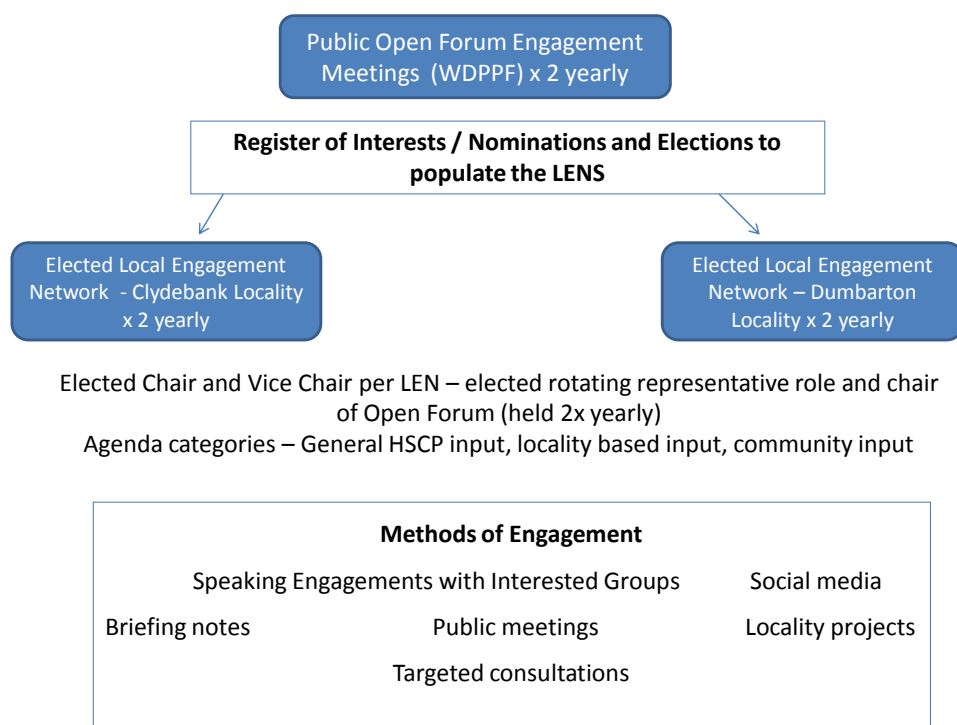 Public Open Forum Engagement
Meetings (WDPPF) x 2 yearly
Register of Interests / Nominations and Elections to
populate the LENS
Elected Local Engagement
Network - Clydebank Locality
x 2 yearly
Elected Local Engagement
Network – Dumbarton
Locality x 2 yearly
Elected Chair and Vice Chair per LEN – elected rotating representative role and chair
of Open Forum (held 2x yearly)
Agenda categories – General HSCP input, locality based input, community input
Methods of Engagement
Speaking Engagements with Interested Groups Social media
Briefing notes Public meetings Locality projects
Targeted consultations